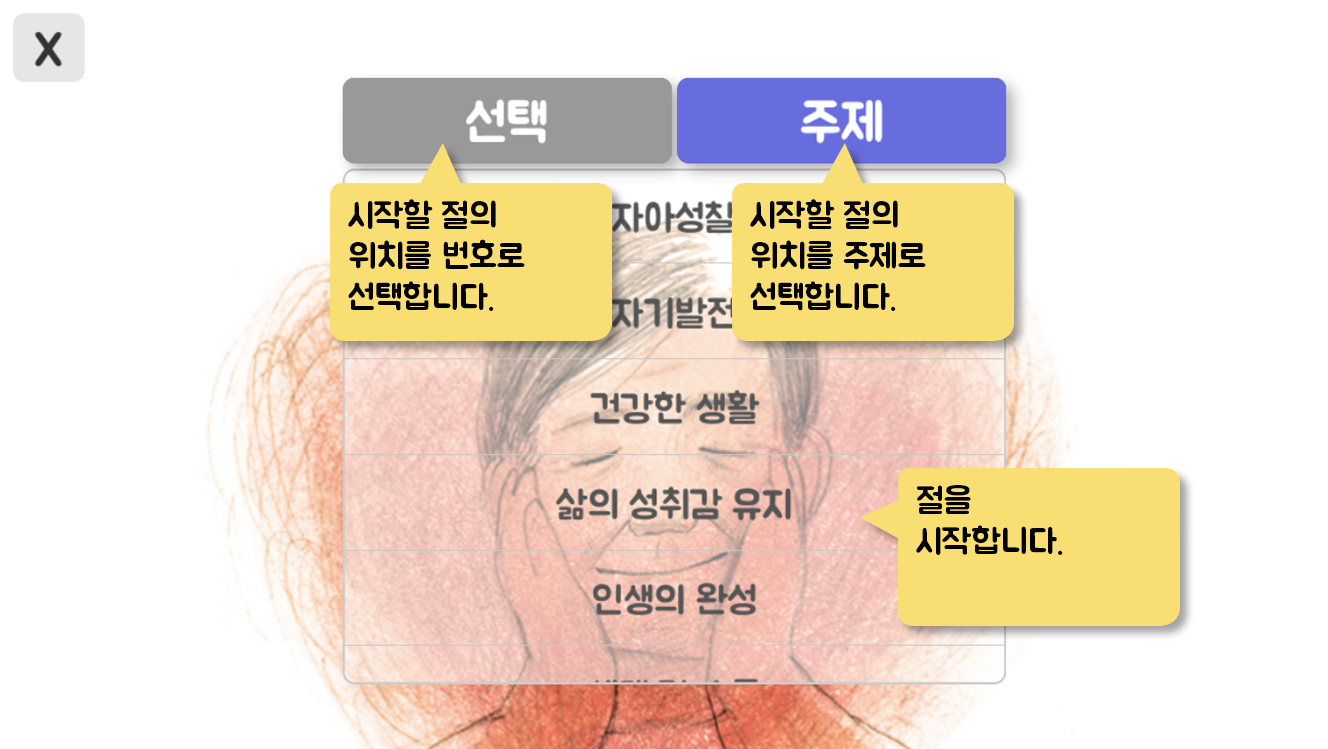 X
선택
주제
시작할 절의
위치를 번호로
선택합니다.
시작할 절의
위치를 주제로
선택합니다.
자아성찰
자기발전
건강한 생활
삶의 성취감 유지
절을
시작합니다.
인생의 완성